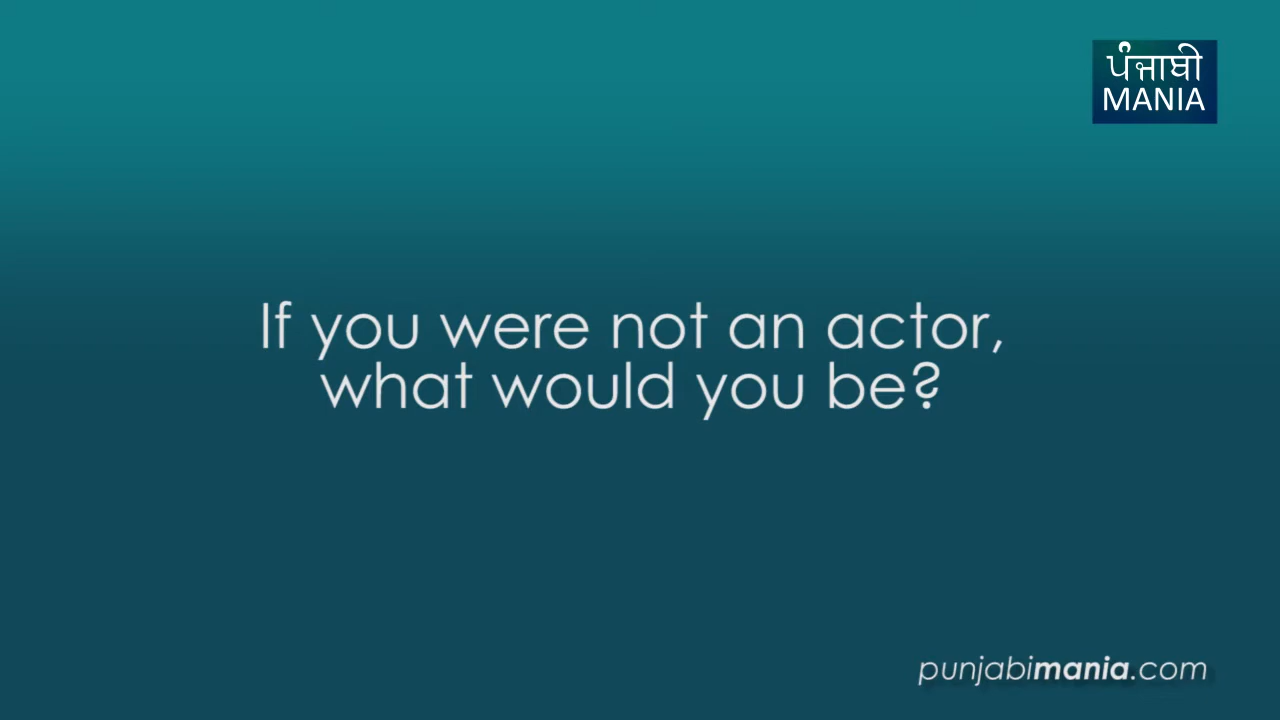 ਪੰਜਾਬੀ
MANIA
If you were not an actor,
what would you be?
punjabimania.com